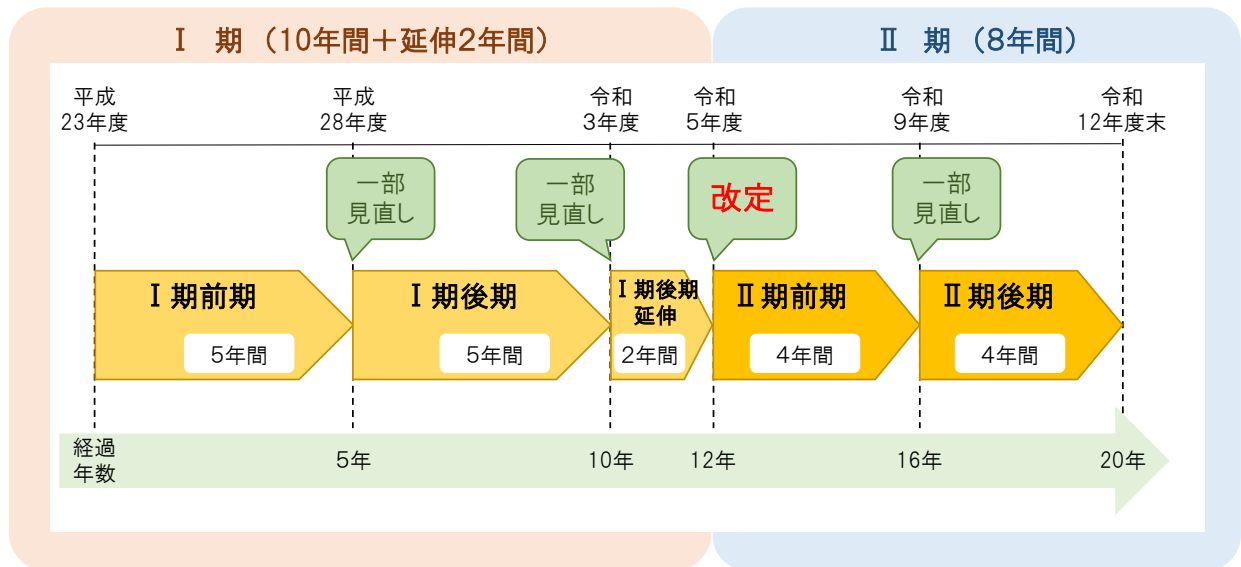 Ⅰ 期 （10年間＋延伸2年間）
Ⅱ 期 （8年間）
平成
23年度
平成
28年度
令和
3年度
令和
5年度
令和
9年度
令和
12年度末
一部
見直し
一部
見直し
改定
一部
見直し
Ⅰ期前期
5年間
Ⅰ期後期
5年間
Ⅰ期後期
延伸
2年間
Ⅱ期前期
4年間
Ⅱ期後期
4年間
経過
年数
5年
10年
12年
16年
20年